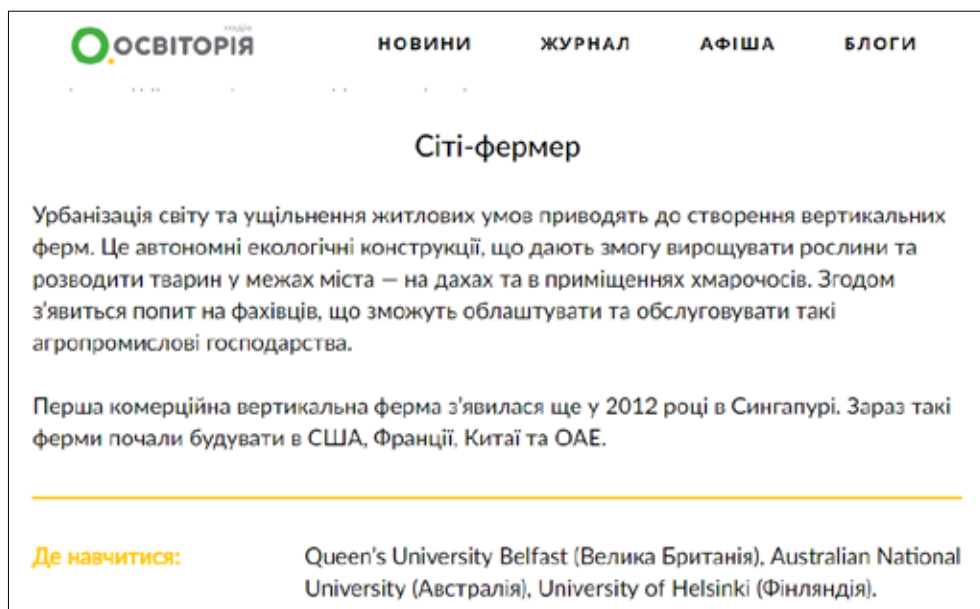 медіа
ОСВІТОРІЯ
НОВИНИ ЖУРНАЛ АФІША БЛОГИ
Сіті-фермер
Урбанізація світу та ущільнення житлових умов приводять до створення вертикальних
ферм. Це автономні екологічні конструкції, що дають змогу вирощувати рослини та
розводити тварин у межах міста — на дахах та в приміщеннях хмарочосів. Згодом
з'явиться попит на фахівців, що зможуть облаштувати та обслуговувати такі
агропромислові господарства.
Перша комерційна вертикальна ферма з'явилася ще у 2012 році в Сингапурі. Зараз такі
ферми почали будувати в США, Франції, Китаї та ОАЕ.
Де навчитися: Queen's University Belfast (Велика Британія), Australian National
University (Австралія), University of Helsinki (Фінляндія).